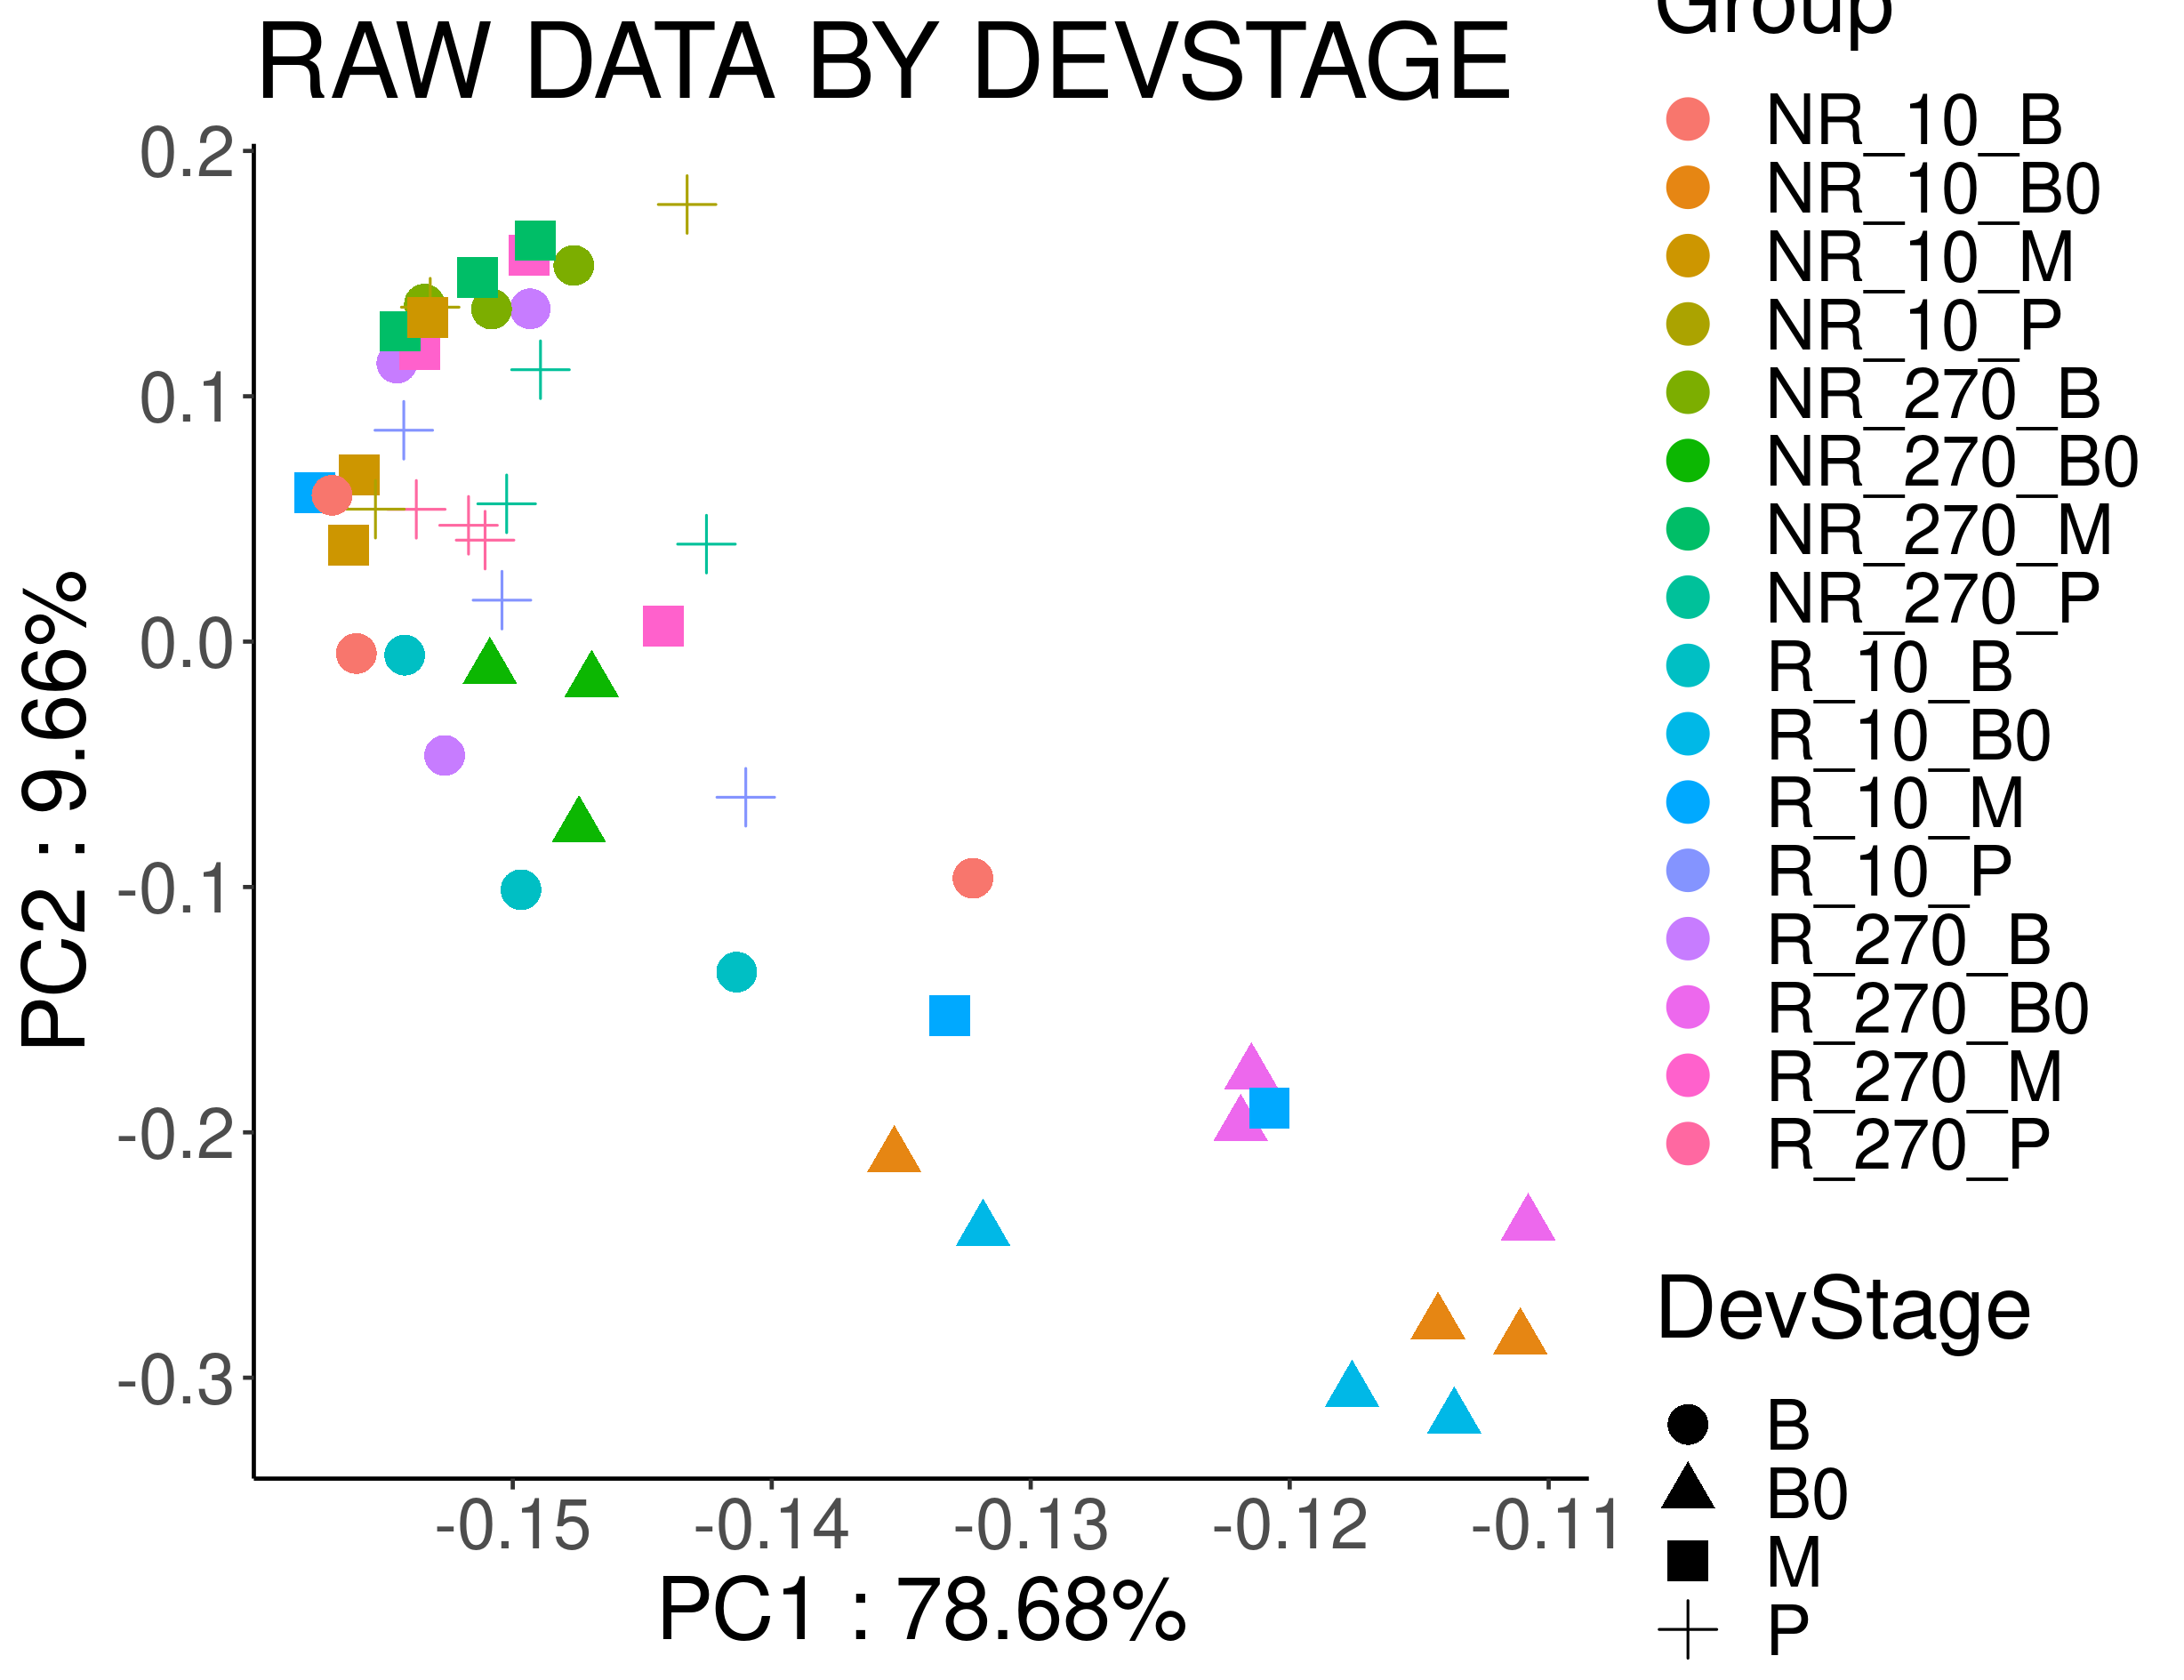 RAW DATA BY DEVSTAGE
0.2
0.1
0.0
-0.1
-0.2
-0.3
PC2 : 9.66%
-0.15 -0.14 -0.13 -0.12 -0.11
PC1 : 78.68%
Group
NR_10_B
NR_10_B0
NR_10_M
NR_10_P
NR_270_B
NR_270_B0
NR_270_M
NR_270_P
R_10_B
R_10_B0
R_10_M
R_10_P
R_270_B
R_270_B0
R_270_M
R_270_P
DevStage
B
B0
M
P